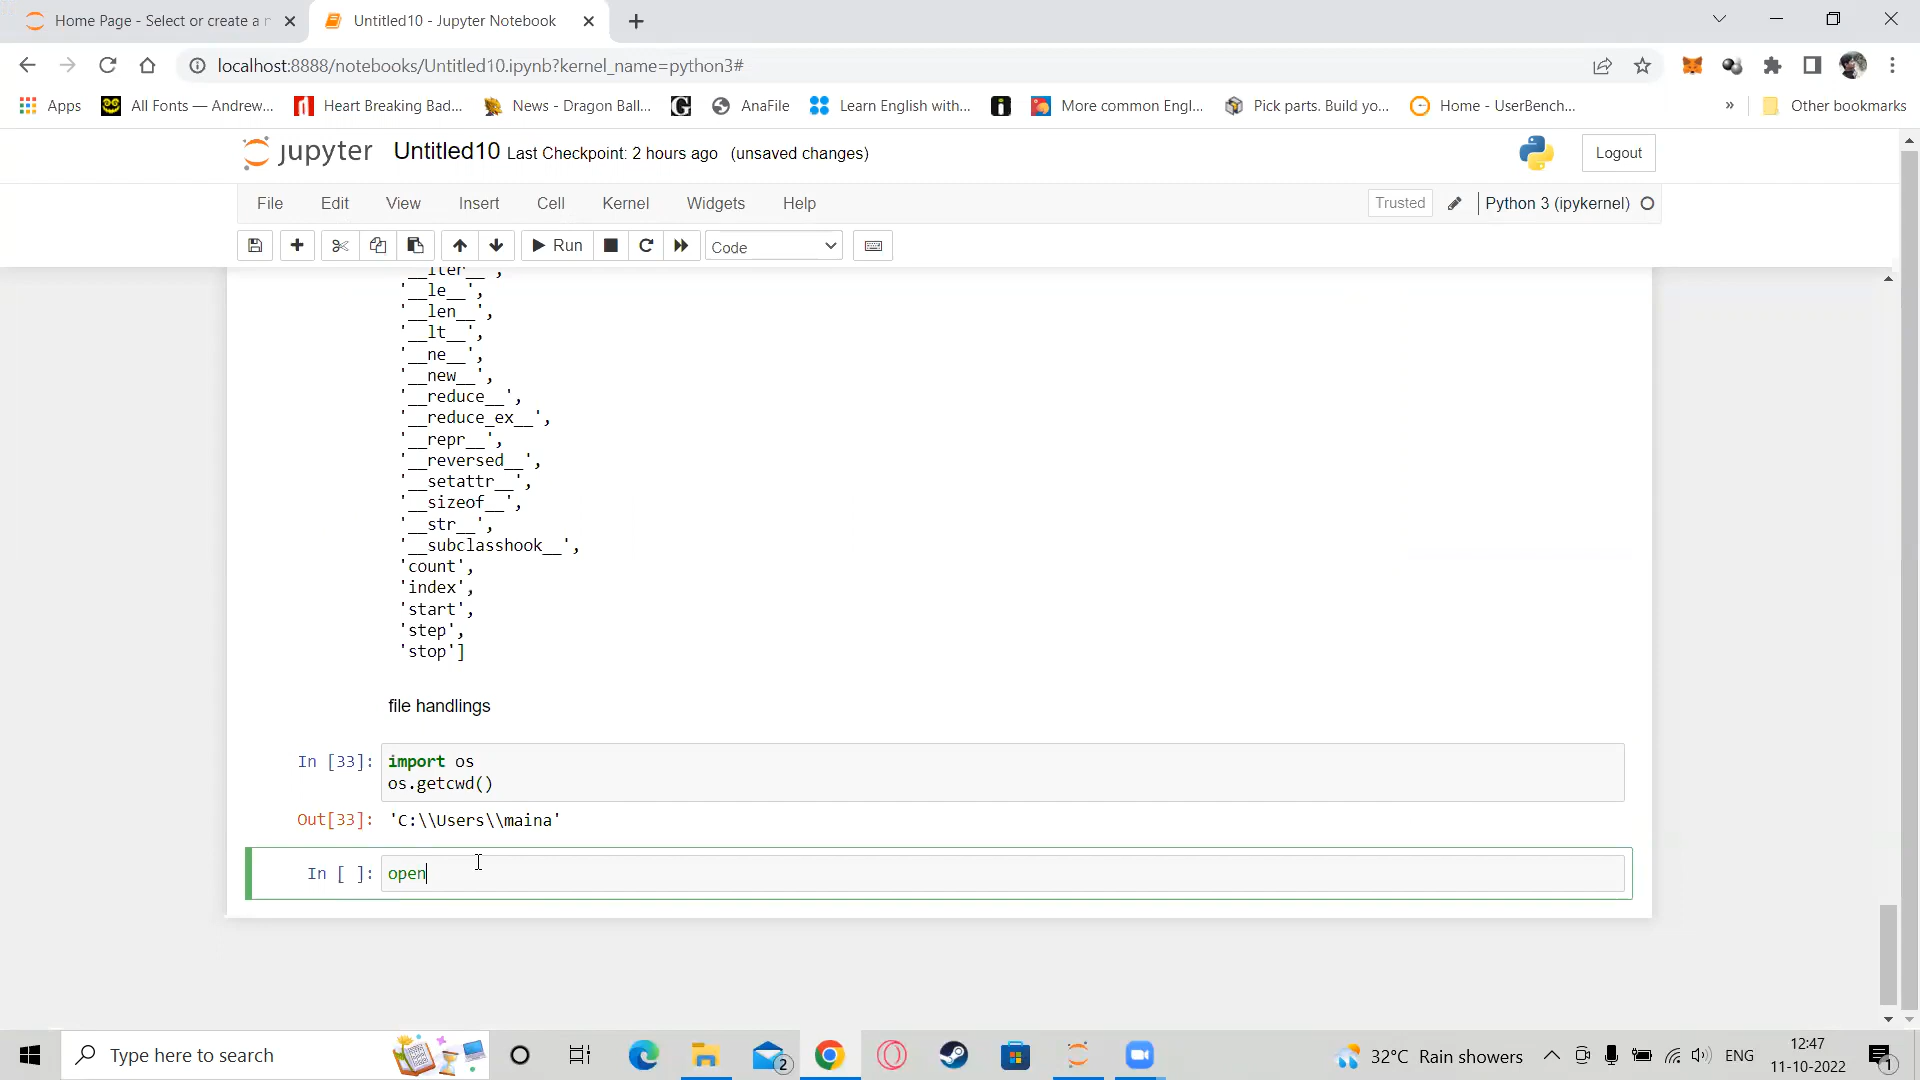 Home Page - Select or create a n
Untitled10 - Jupyter Notebook
localhost:8888/notebooks/Untitled10.ipynb?kernel_name=python3#
Apps
All Fonts — Andrew...
Heart Breaking Bad...
News - Dragon Ball...
AnaFile
Learn English with...
More common Engl...
Pick parts. Build yo...
Home - UserBench...
»
Other bookmarks
jupyter
Untitled10 Last Checkpoint: 2 hours ago (unsaved changes)
Logout
File Edit View Insert Cell Kernel Widgets Help
Trusted
Python 3 (ipykernel)
Run
Code
'__iter__',
'__le__',
'__len__',
'__lt__',
'__ne__',
'__new__',
'__reduce__',
'__reduce_ex__',
'__repr__',
'__reversed__',
'__setattr__',
'__sizeof__',
'__str__',
'__subclasshook__',
'count',
'index',
'start',
'step',
'stop']
file handlings
In [33]: import os
os.getcwd()
Out[33]: 'C:\\Users\\maina'
In [ ]: open
Type here to search
2
32°C Rain showers
ENG
12:47
11-10-2022
1